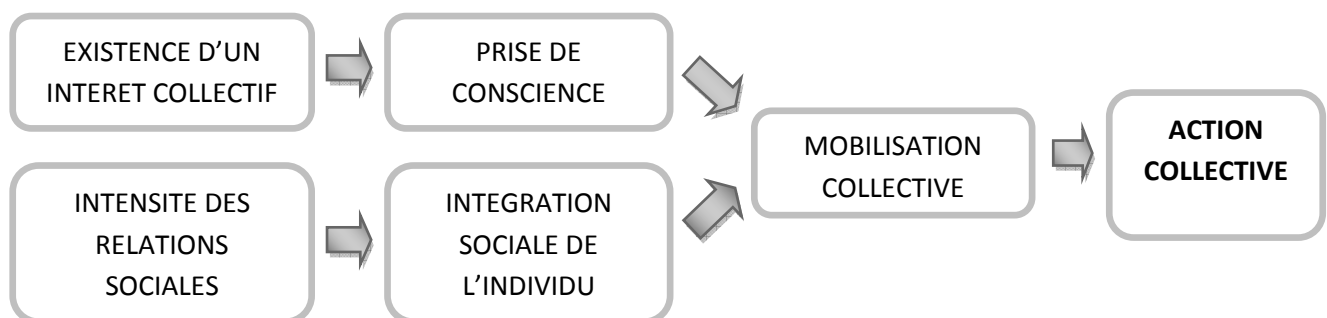 EXISTENCE D’UN
INTERET COLLECTIF
PRISE DE
CONSCIENCE
INTENSITE DES
RELATIONS
SOCIALES
INTEGRATION
SOCIALE DE
L’INDIVIDU
MOBILISATION
COLLECTIVE
ACTION
COLLECTIVE